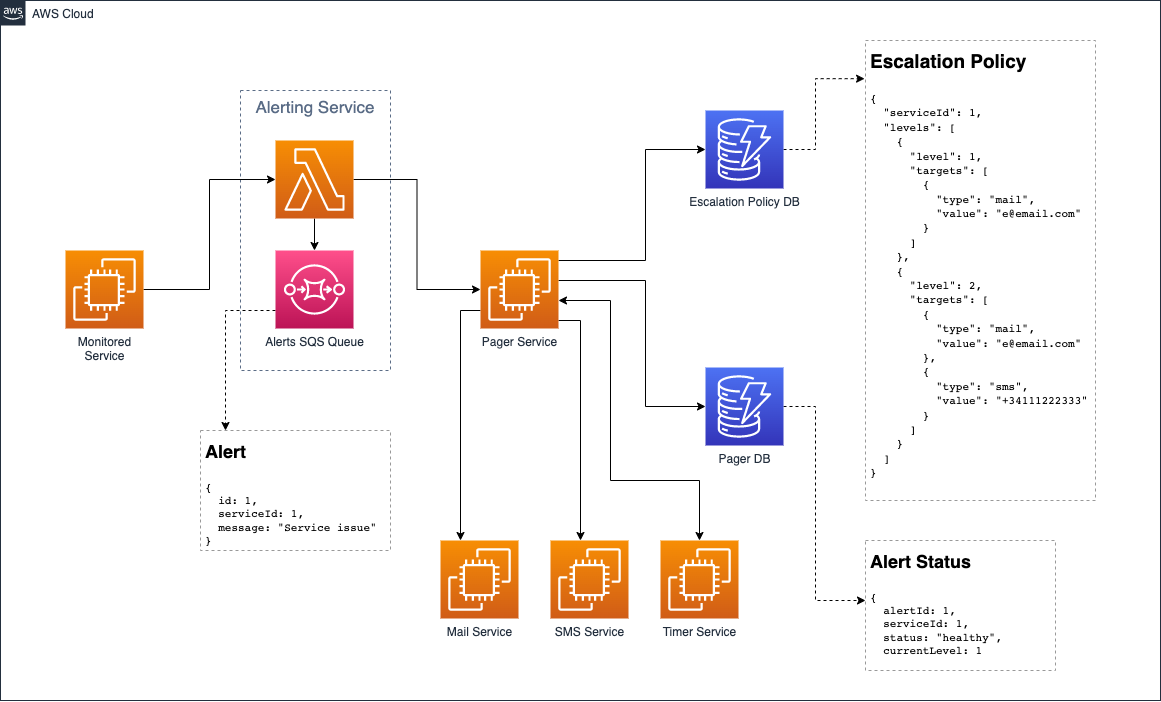 aws
AWS Cloud
Alerting Service
Monitored
Service
Alerts SQS Queue
Pager Service
Escalation Policy DB
Pager DB
Mail Service
SMS Service
Timer Service
Alert
{
  id: 1,
  serviceId: 1,
  message: "Service issue"
}
Escalation Policy
{
  "serviceId": 1,
  "levels": [
    {
      "level": 1,
      "targets": [
        {
          "type": "mail",
          "value": "e@email.com"
        }
      ]
    },
    {
      "level": 2,
      "targets": [
        {
          "type": "mail",
          "value": "e@email.com"
        },
        {
          "type": "sms",
          "value": "+34111222333"
        }
      ]
    }
  ]
}
Alert Status
{
  alertId: 1,
  serviceId: 1,
  status: "healthy",
  currentLevel: 1